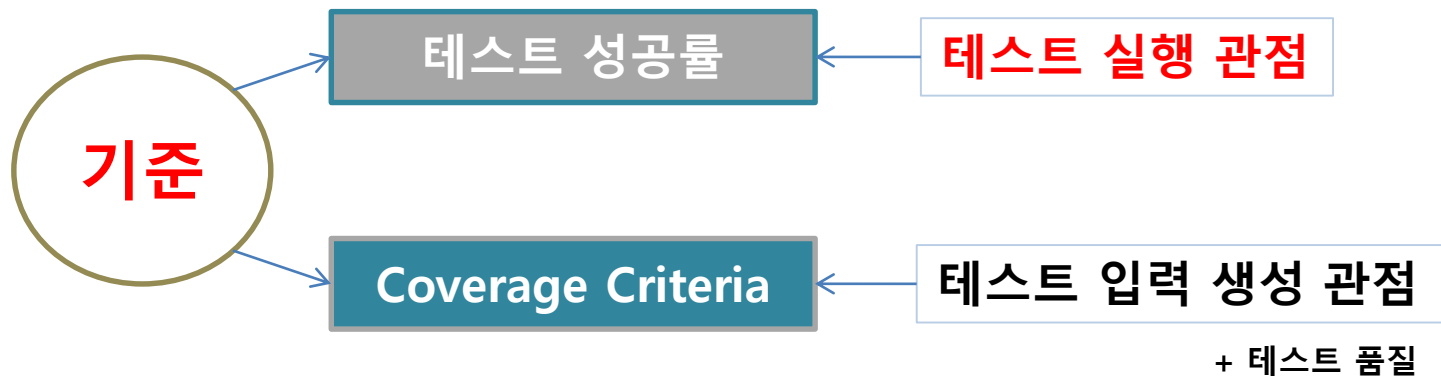 테스트 성공률
테스트 실행 관점
기준
Coverage Criteria
테스트 입력 생성 관점
+ 테스트 품질